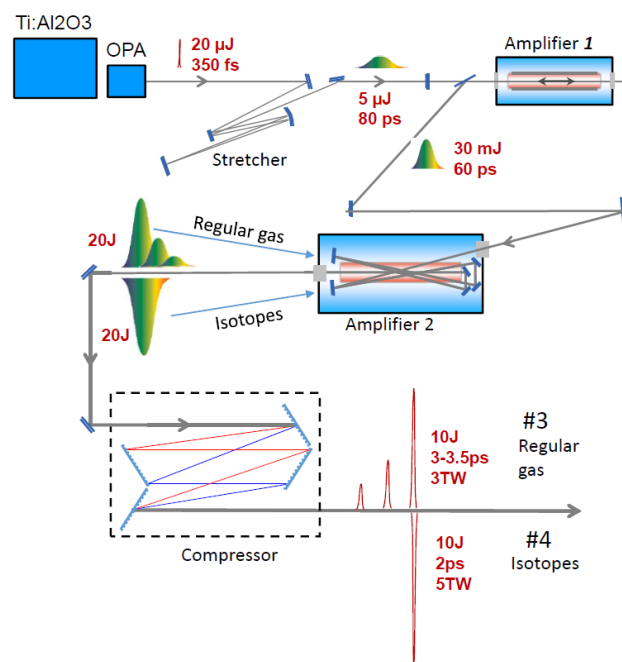 Ti:Al2O3
OPA
20 µJ
350 fs
Stretcher
5 µJ
80 ps
Amplifier 1
30 mJ
60 ps
20J
Regular gas
20J
Isotopes
Amplifier 2
Compressor
10J
3-3.5ps
3TW
#3
Regular
gas
10J
2ps
5TW
#4
Isotopes